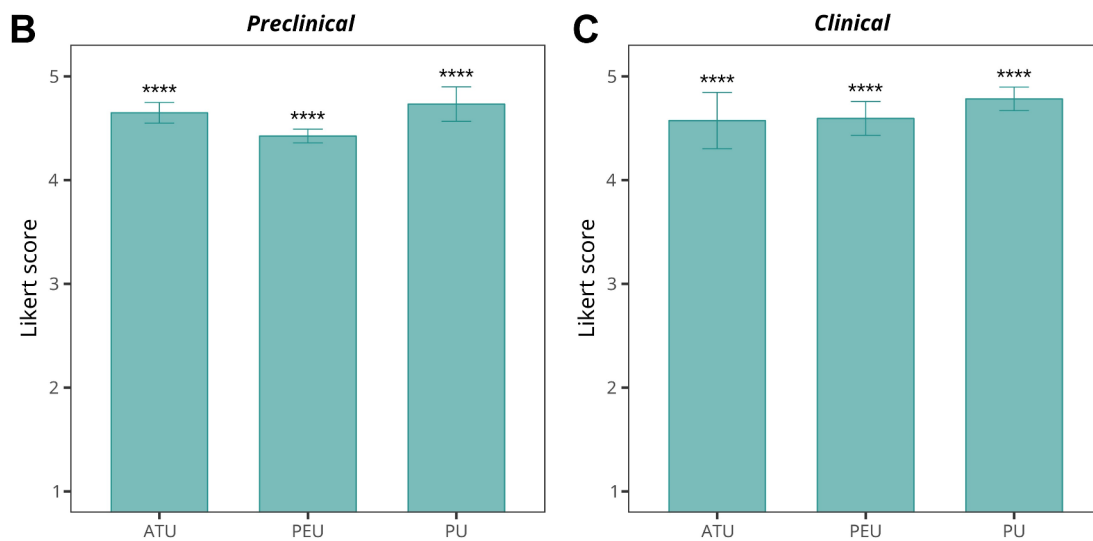 B
Preclinical
Likert score
5
4
3
2
1
****
****
****
ATU
PEU
PU
C
Clinical
Likert score
5
4
3
2
1
****
****
****
ATU
PEU
PU